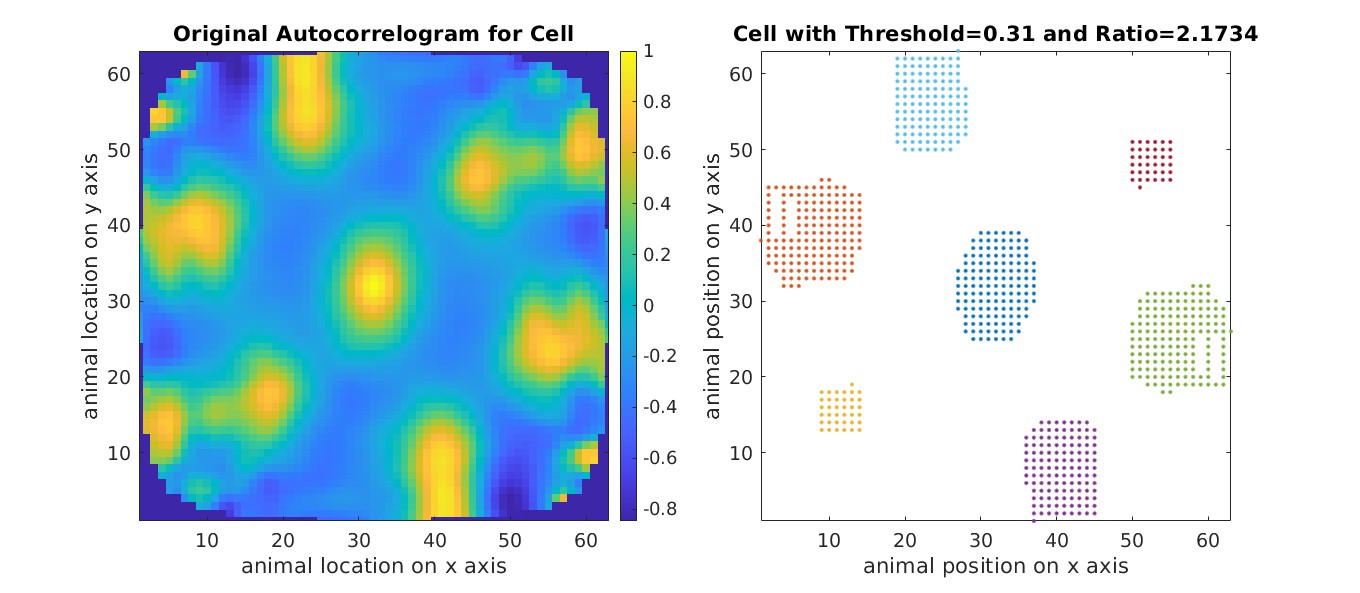 Original Autocorrelogram for Cell
60
50
40
30
20
10
10 20 30 40 50 60
animal location on x axis
animal location on y axis
1
0.8
0.6
0.4
0.2
0
-0.2
-0.4
-0.6
-0.8
Cell with Threshold=0.31 and Ratio=2.1734
60
50
40
30
20
10
10 20 30 40 50 60
animal position on x axis
animal position on y axis